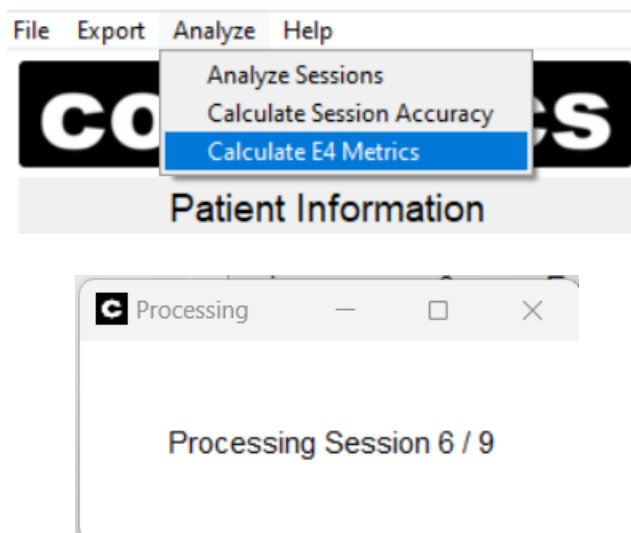 File Export Analyze Help
Analyze Sessions
Calculate Session Accuracy
Calculate E4 Metrics
Patient Information
Processing
Processing Session 6 / 9